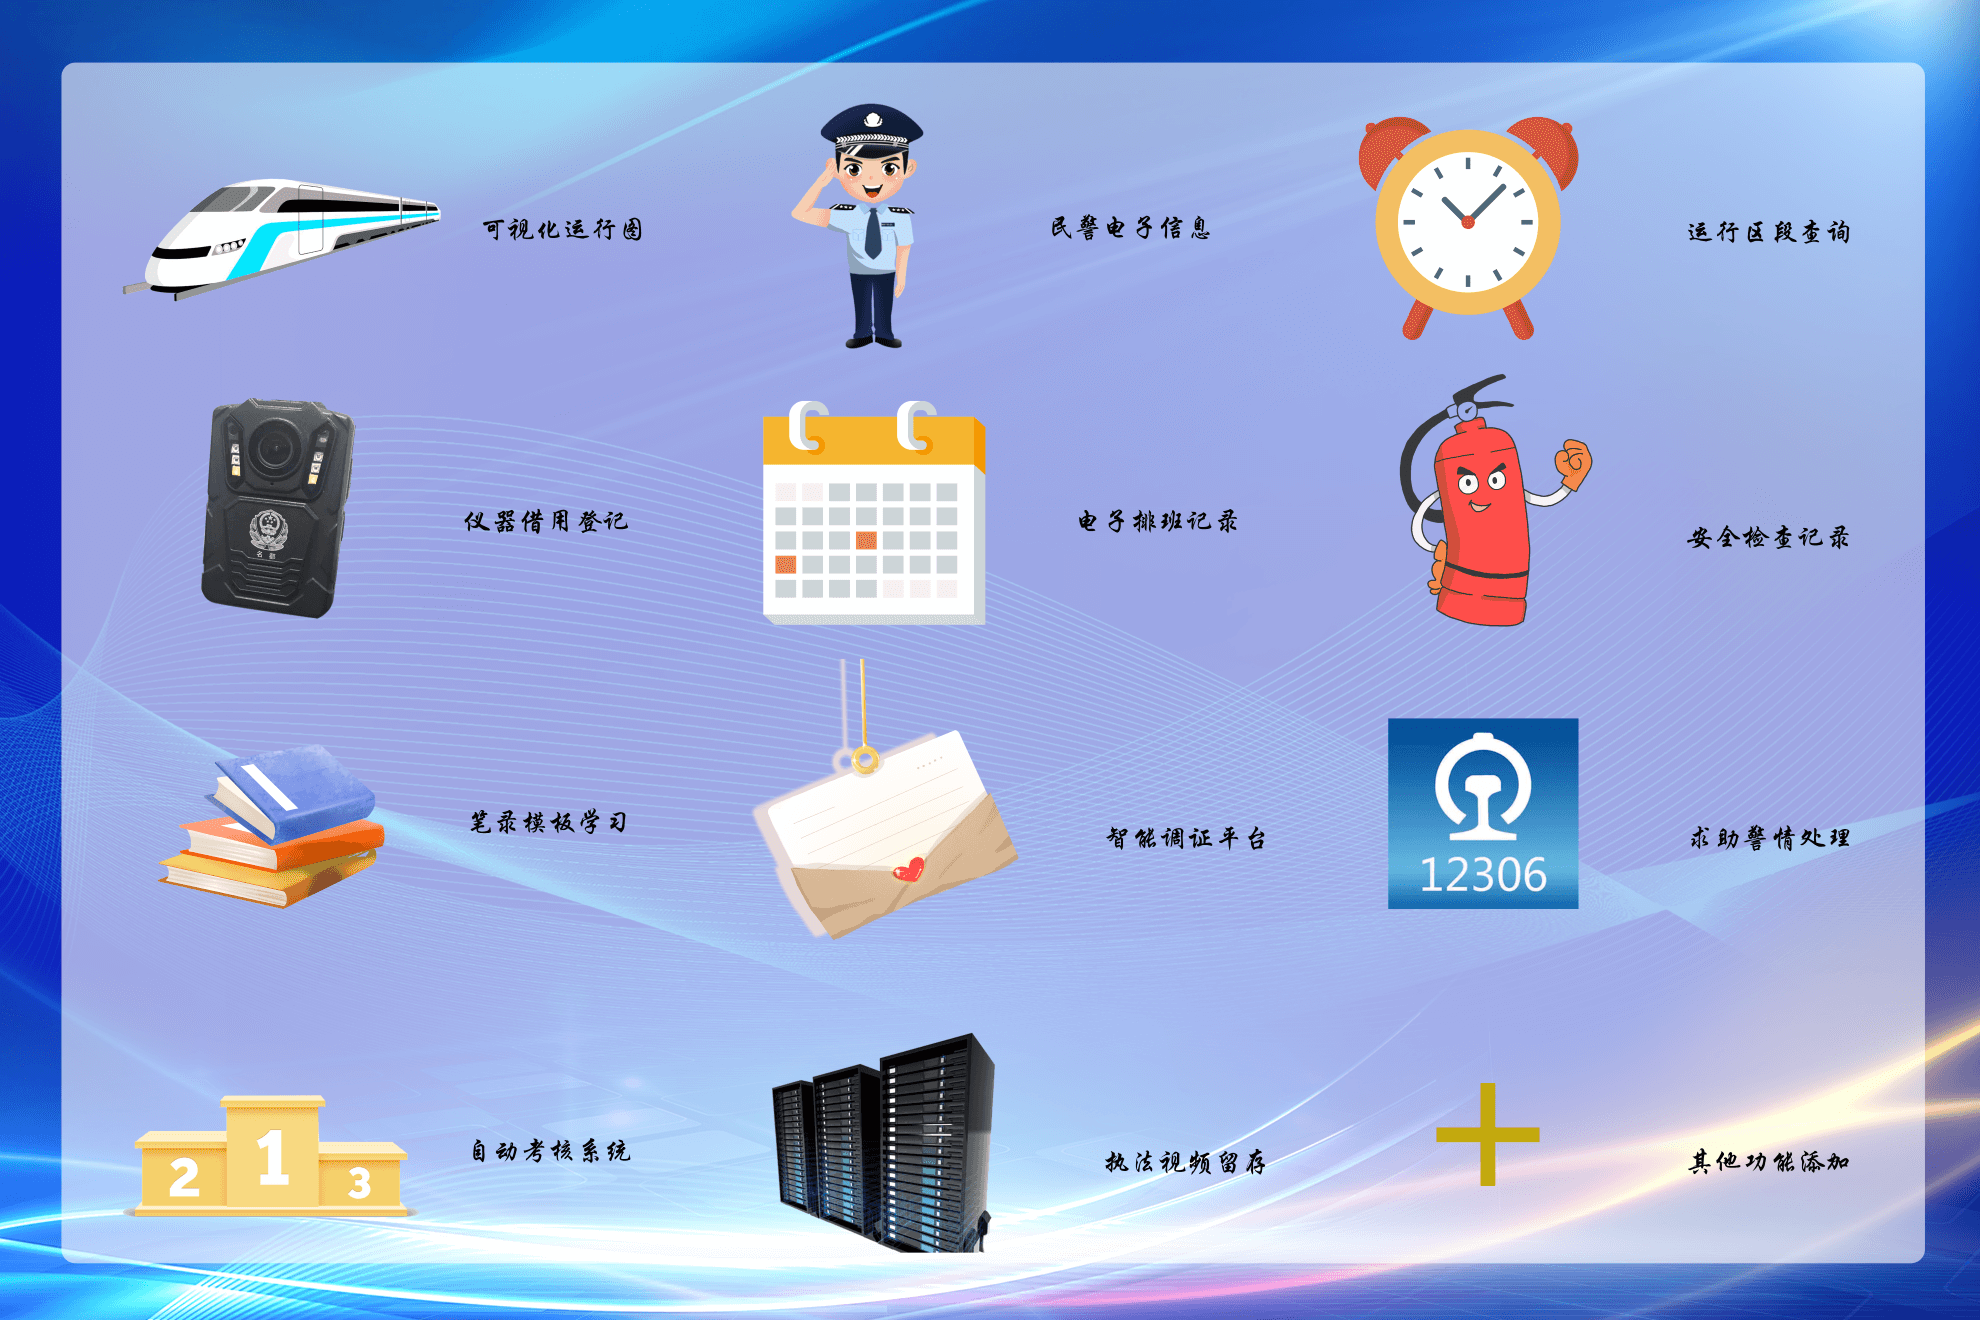 可视化运行图
民警电子信息
运行区段查询
仪器借用登记
电子排班记录
安全检查记录
笔录模板学习
智能调证平台
12306
求助警情处理
2
1
3
自动考核系统
执法视频留存
其他功能添加